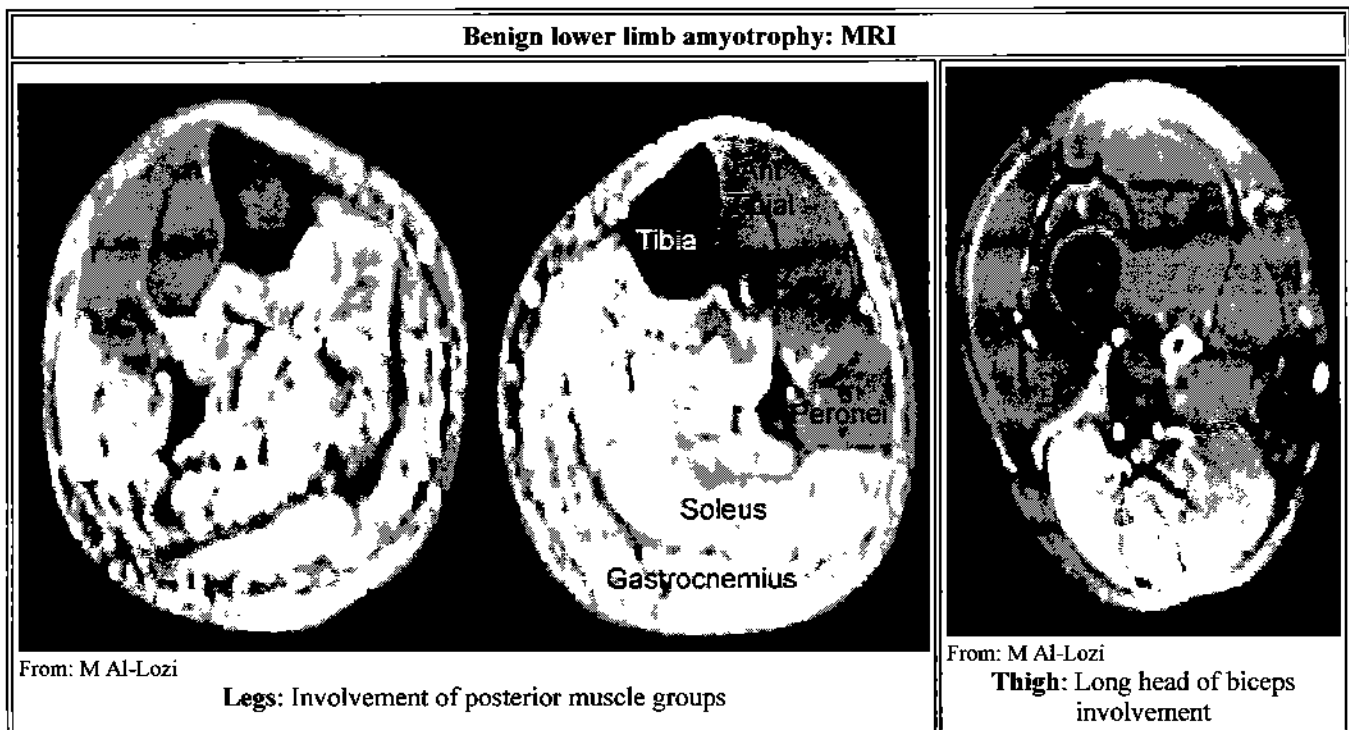 Benign lower limb amyotrophy: MRI
Ant
Tibial
Tibia
Peronei
Soleus
Gastrocnemius
From: M Al-Lozi
Legs: Involvement of posterior muscle groups
From: M Al-Lozi
Thigh: Long head of biceps
involvement